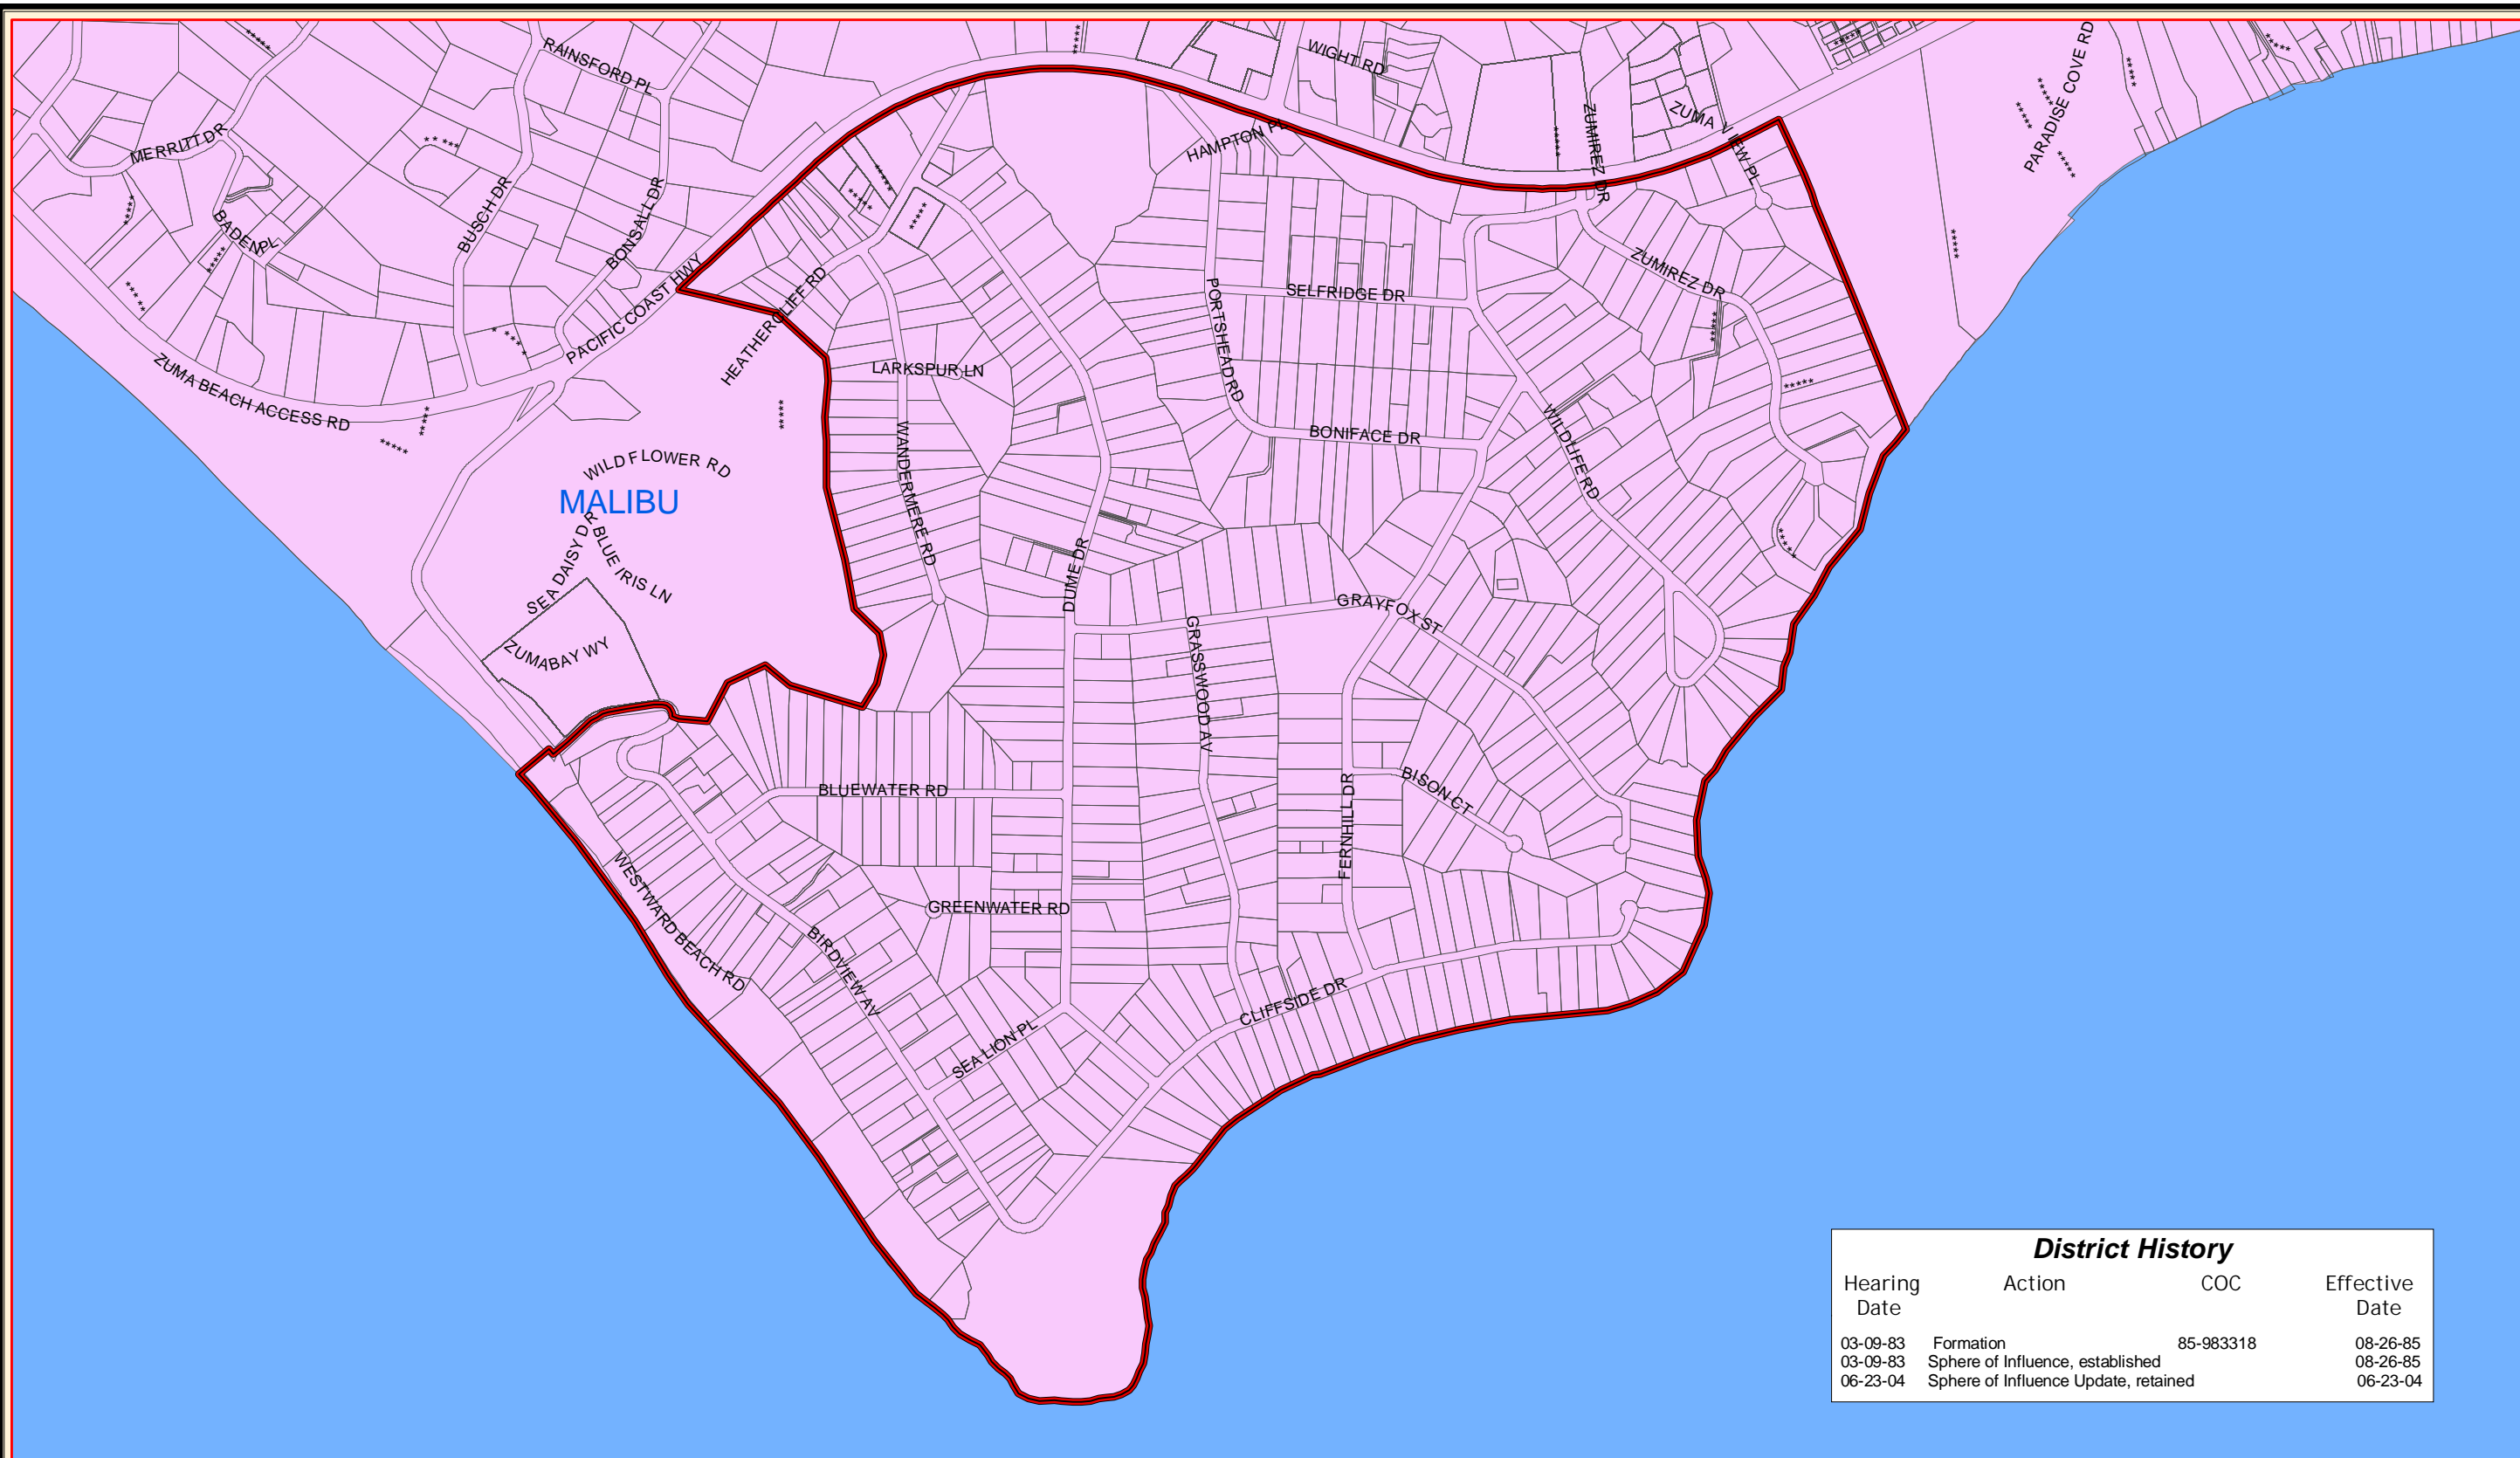 RAINSFORD PL
WIGHT RD
PARADISE COVE RD
MERRITT DR
ZUMIREZ DR
ZUMA VIEW PL
HAMPTON PL
BUSCH DR
BONSALL DR
BADEN PL
PACIFIC COAST HWY
HEATHERCLIFF RD
ZUMIREZ DR
SELFRIDGE DR
PORTSHEAD RD
ZUMA BEACH ACCESS RD
LARKSPUR LN
WILDLIFE RD
BONIFACE DR
WANDERMERE RD
WILDFLOWER RD
MALIBU
SEA DAISY DR
BLUE IRIS LN
DUME DR
GRAYFOX ST
ZUMABAY WY
GRASSWOOD AV
BLUEWATER RD
BISON CT
FERNHILL DR
WESTWARD BEACH RD
GREENWATER RD
BIRDVIEW AV
CLIFFSIDE DR
SEA LION PL
District History
Hearing Date Action COC Effective Date
03-09-83 Formation 85-983318 08-26-85
03-09-83 Sphere of Influence, established 08-26-85
06-23-04 Sphere of Influence Update, retained 06-23-04